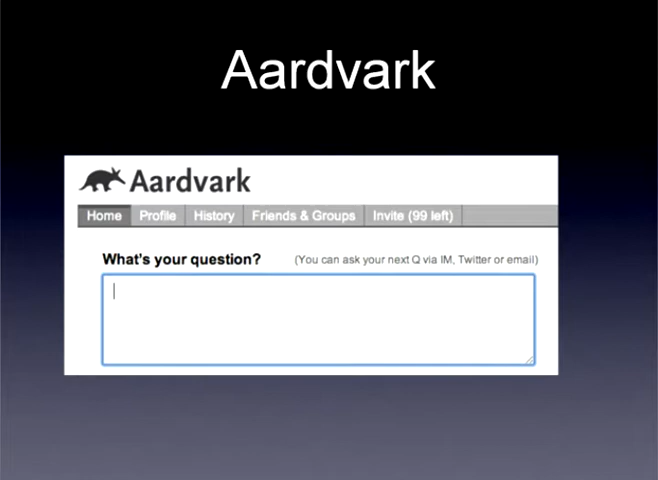 Aardvark
Aardvark
Home Profile History Friends & Groups Invite (99 left)
What's your question? (You can ask your next Q via IM, Twitter or email)